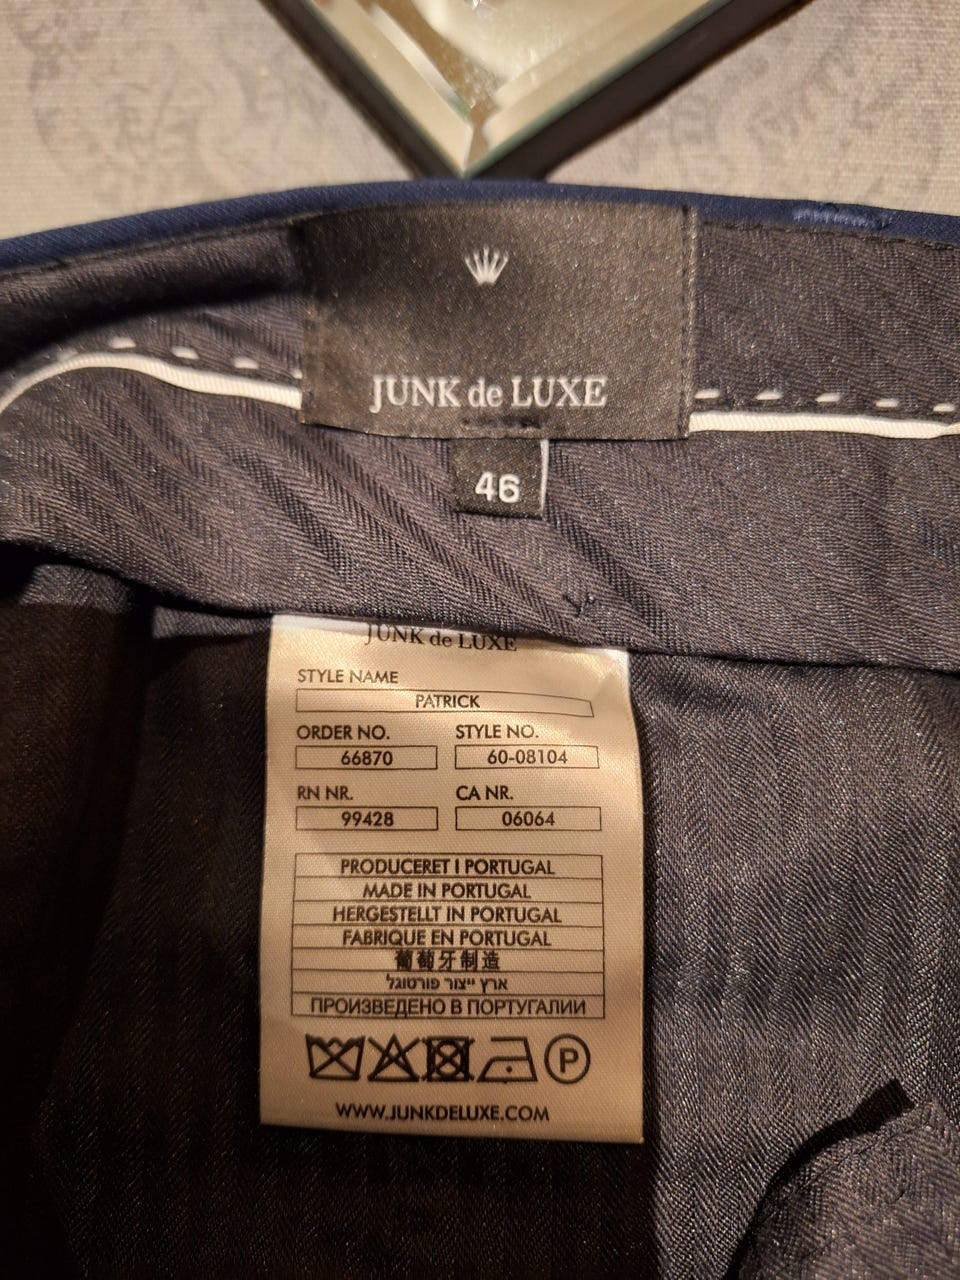 JUNK de LUXE
46
JUNK de LUXE
STYLE NAME
PATRICK
ORDER NO. STYLE NO.
66870 60-08104
RN NR. CA NR.
99428 06064
PRODUCERET I PORTUGAL
MADE IN PORTUGAL
HERGESTELLT IN PORTUGAL
FABRIQUE EN PORTUGAL
葡萄牙制造
ארץ ייצור פורטוגל
ПРОИЗВЕДЕНО В ПОРТУГАЛИИ
P
WWW.JUNKDELUXE.COM